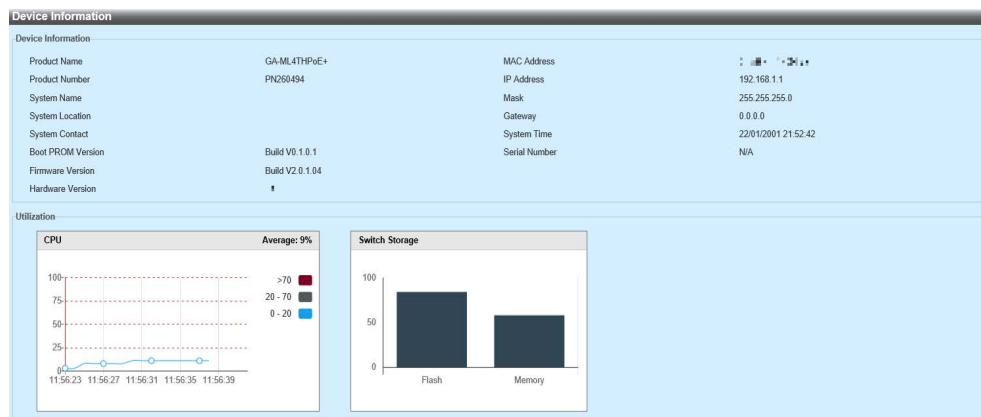 Device Information
Device Information
Product Name GA-ML4THPoE+ MAC Address
Product Number PN260494 IP Address 192.168.1.1
System Name Mask 255.255.255.0
System Location Gateway 0.0.0.0
System Contact System Time 22/01/2001 21:52:42
Boot PROM Version Build V0.1.0.1 Serial Number N/A
Firmware Version Build V2.0.1.04
Hardware Version
Utilization
CPU Average: 9% Switch Storage
100 >70 100
75 20 - 70
50 0 - 20 50
25
0 0
11:56:23 11:56:27 11:56:31 11:56:35 11:56:39 Flash Memory